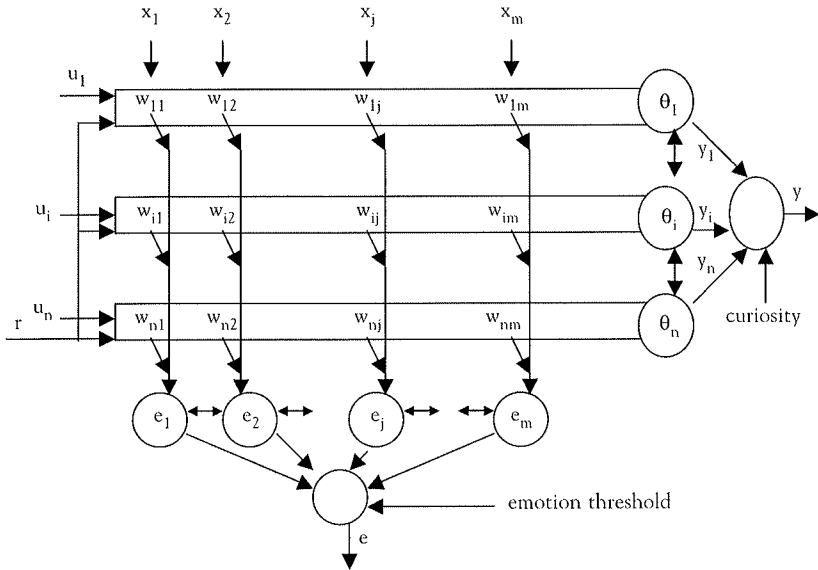 x₁ x₂ xⱼ xₘ
u₁ w₁₁ w₁₂ w₁ⱼ w₁ₘ θ₁
y₁
uᵢ wᵢ₁ wᵢ₂ wᵢⱼ wᵢₘ θᵢ yᵢ y
yₙ
r uₙ wₙ₁ wₙ₂ wₙⱼ wₙₘ θₙ curiosity
e₁ e₂ eⱼ eₘ
emotion threshold
e